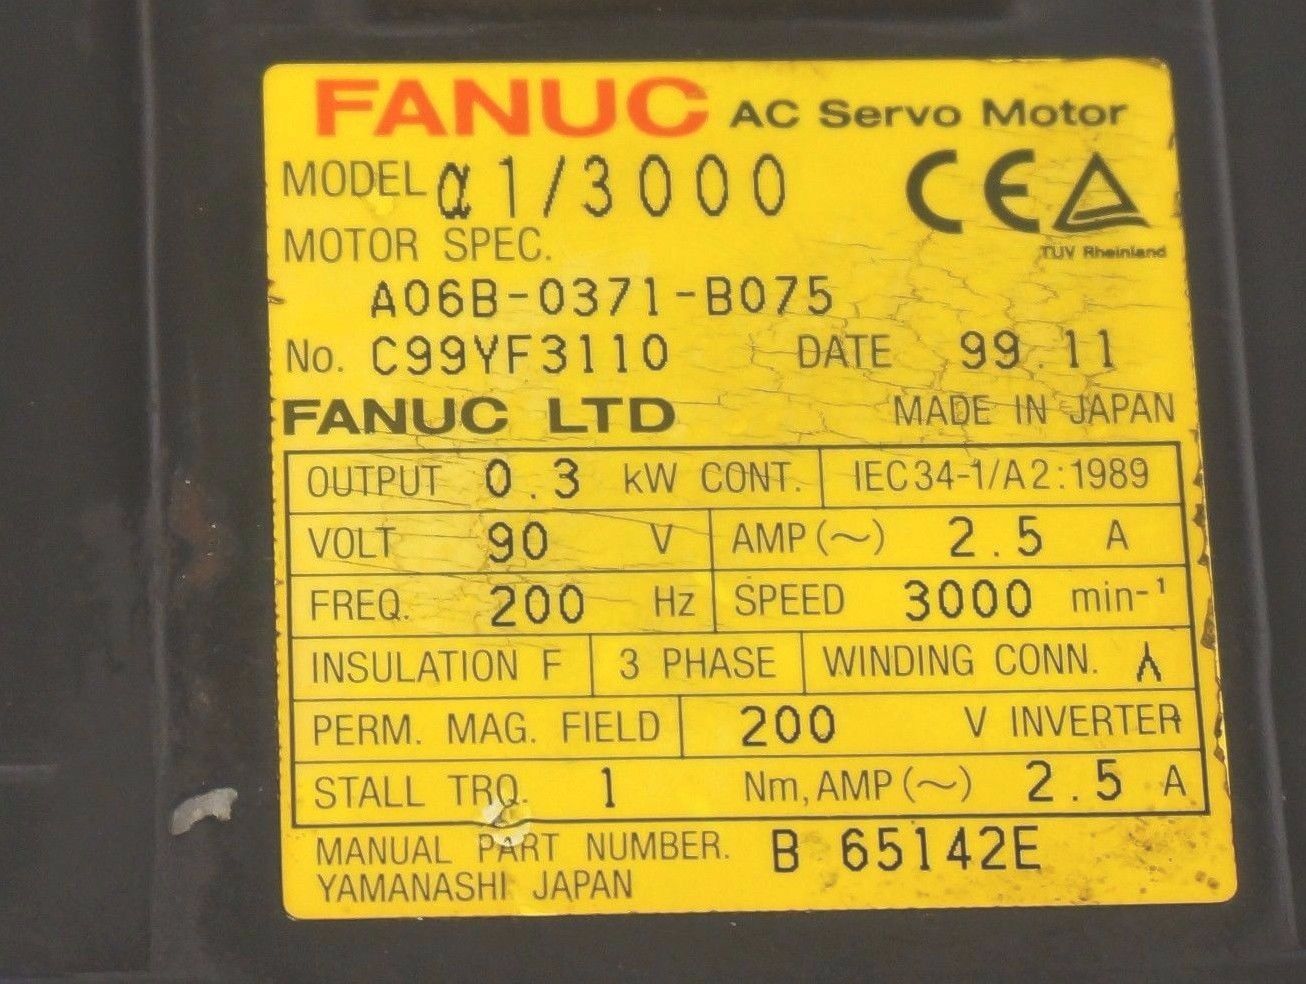 FANUC AC Servo Motor
MODEL α1/3000
CE
TÜV Rheinland
MOTOR SPEC.
A06B-0371-B075
No. C99YF3110 DATE 99.11
FANUC LTD MADE IN JAPAN
OUTPUT 0.3 kW CONT. IEC34-1/A2:1989
VOLT 90 V AMP(~) 2.5 A
FREQ. 200 Hz SPEED 3000 min-¹
INSULATION F 3 PHASE WINDING CONN. ⅄
PERM. MAG. FIELD 200 V INVERTER
STALL TRQ. 1 Nm, AMP(~) 2.5 A
MANUAL PART NUMBER. B 65142E
YAMANASHI JAPAN